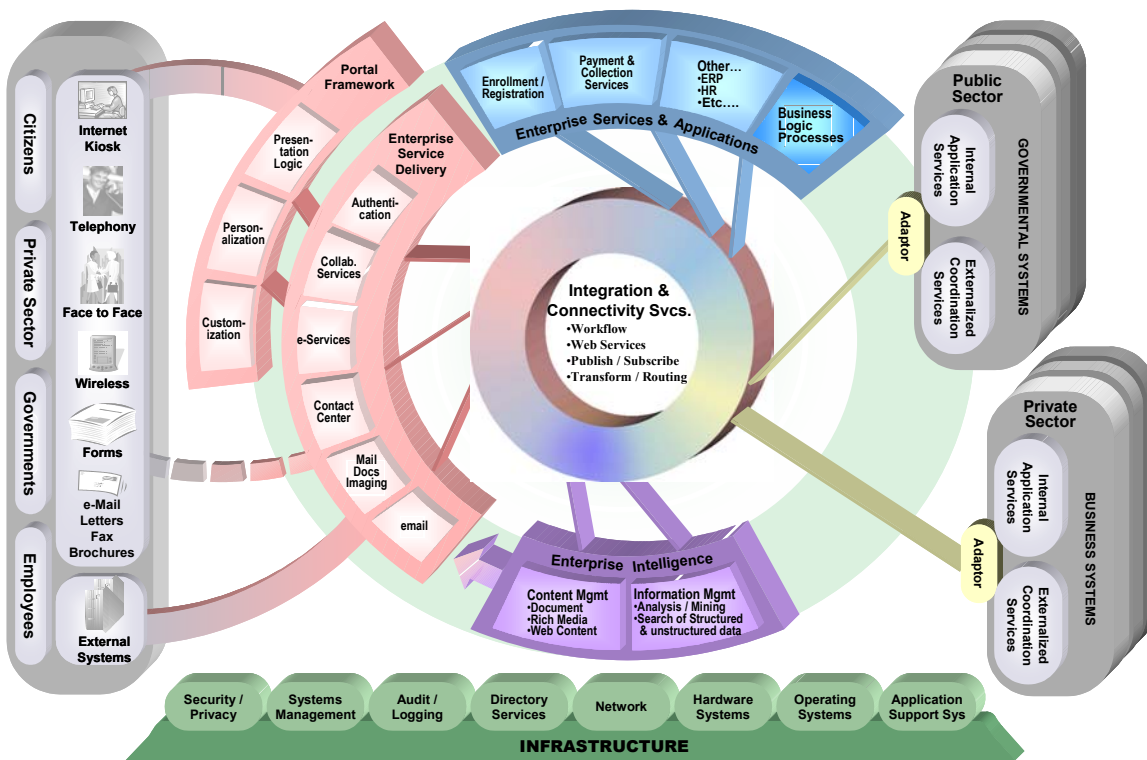 Citizens
Private Sector
Governments
Employees
Internet
Kiosk
Telephony
Face to Face
Wireless
Forms
e-Mail
Letters
Fax
Brochures
External
Systems
Portal
Framework
Presen-
tation
Logic
Person-
alization
Custom-
ization
Enterprise
Service
Delivery
Authenti-
cation
Collab.
Services
e-Services
Contact
Center
Mail
Docs
Imaging
email
Enrollment /
Registration
Payment &
Collection
Services
Other…
•ERP
•HR
•Etc….
Business
Logic
Processes
Enterprise Services & Applications
Integration &
Connectivity Svcs.
•Workflow
•Web Services
•Publish / Subscribe
•Transform / Routing
Enterprise Intelligence
Content Mgmt
•Document
•Rich Media
•Web Content
Information Mgmt
•Analysis / Mining
•Search of Structured
& unstructured data
Public
Sector
Internal
Application
Services
Externalized
Coordination
Services
GOVERNMENTAL SYSTEMS
Adaptor
Private
Sector
Internal
Application
Services
Externalized
Coordination
Services
BUSINESS SYSTEMS
Adaptor
Security /
Privacy
Systems
Management
Audit /
Logging
Directory
Services
Network
Hardware
Systems
Operating
Systems
Application
Support Sys
INFRASTRUCTURE